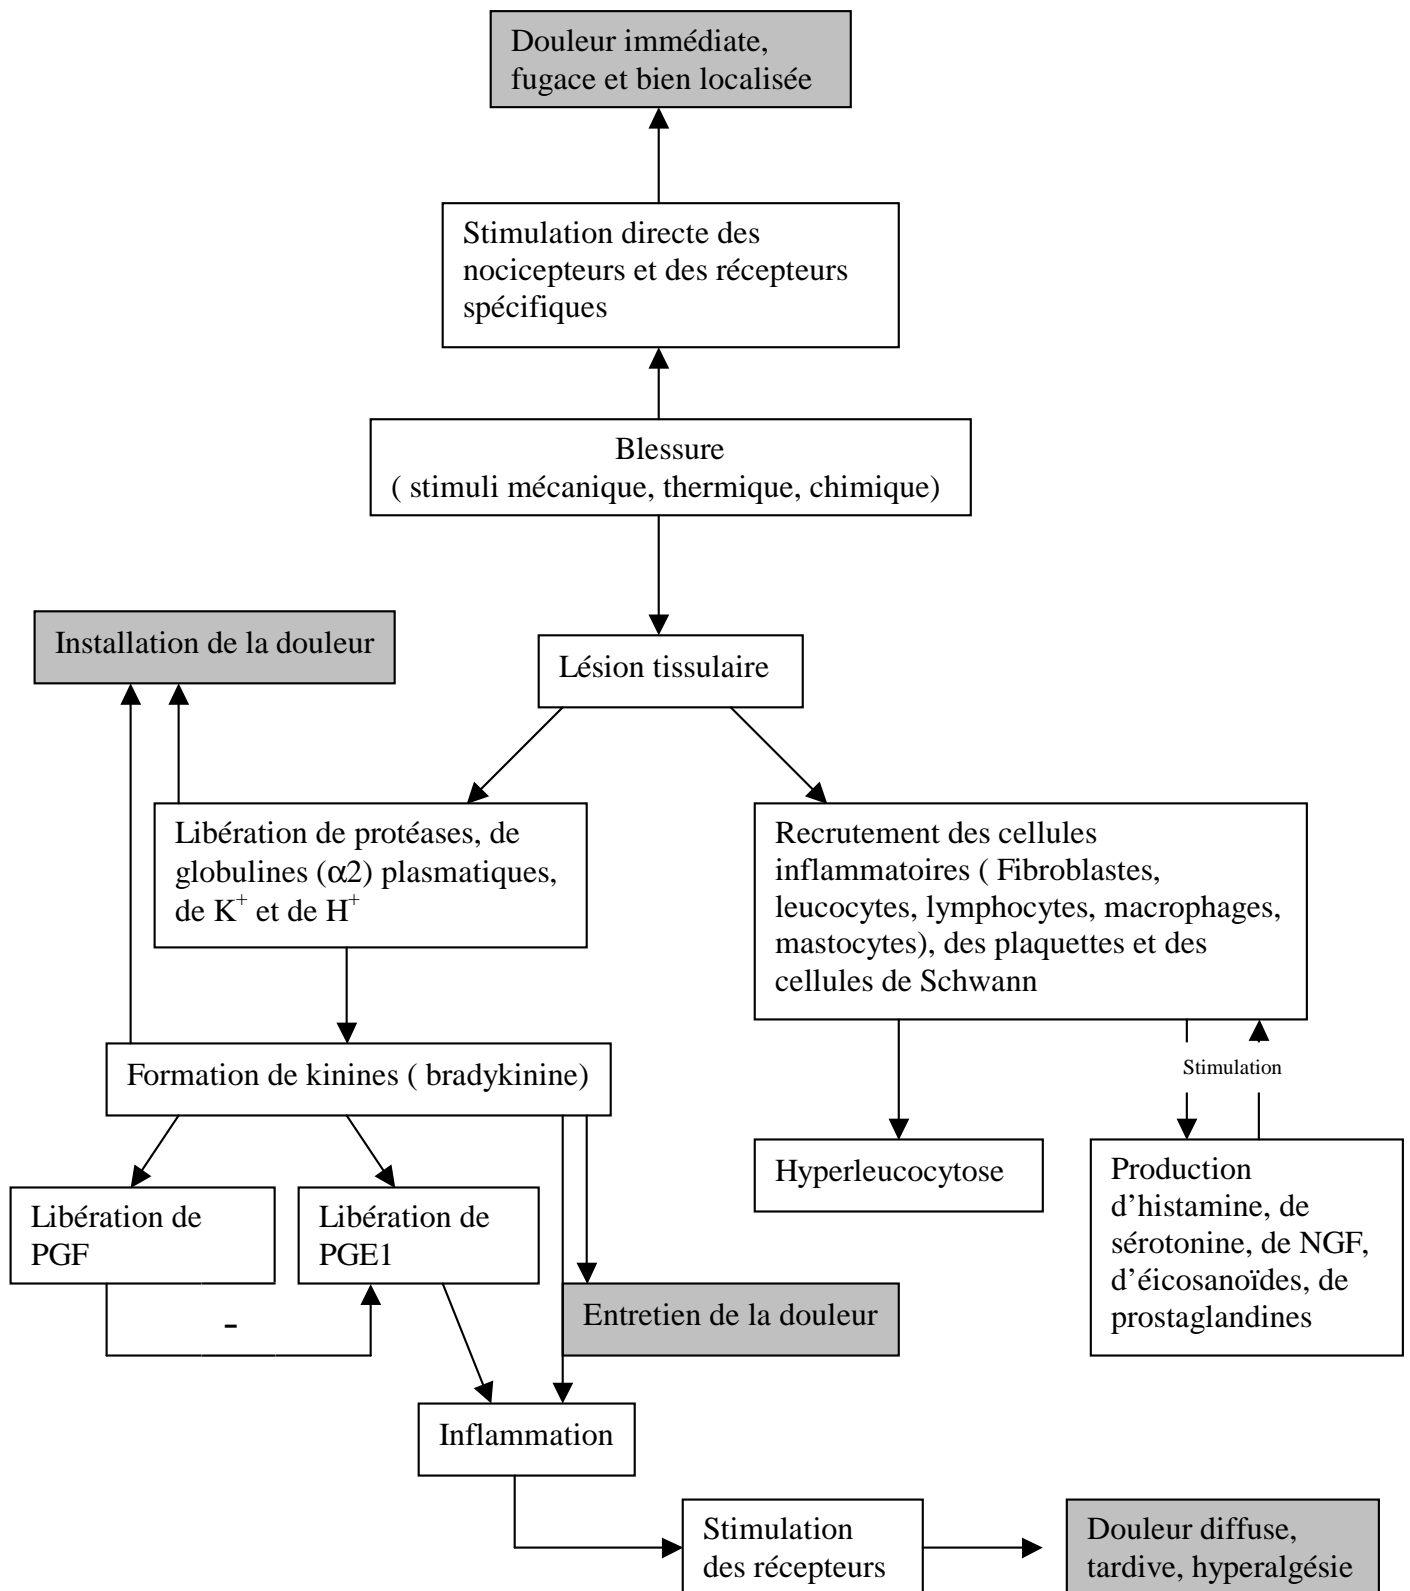 Douleur immédiate,
fugace et bien localisée
Stimulation directe des
nocicepteurs et des récepteurs
spécifiques
Blessure
( stimuli mécanique, thermique, chimique)
Installation de la douleur
Lésion tissulaire
Libération de protéases, de
globulines (α2) plasmatiques,
de K⁺ et de H⁺
Recrutement des cellules
inflammatoires ( Fibroblastes,
leucocytes, lymphocytes, macrophages,
mastocytes), des plaquettes et des
cellules de Schwann
Formation de kinines ( bradykinine)
Stimulation
Hyperleucocytose
Production
d’histamine, de
sérotonine, de NGF,
d’éicosanoïdes, de
prostaglandines
Libération de
PGF
Libération de
PGE1
-
Entretien de la douleur
Inflammation
Stimulation
des récepteurs
Douleur diffuse,
tardive, hyperalgésie